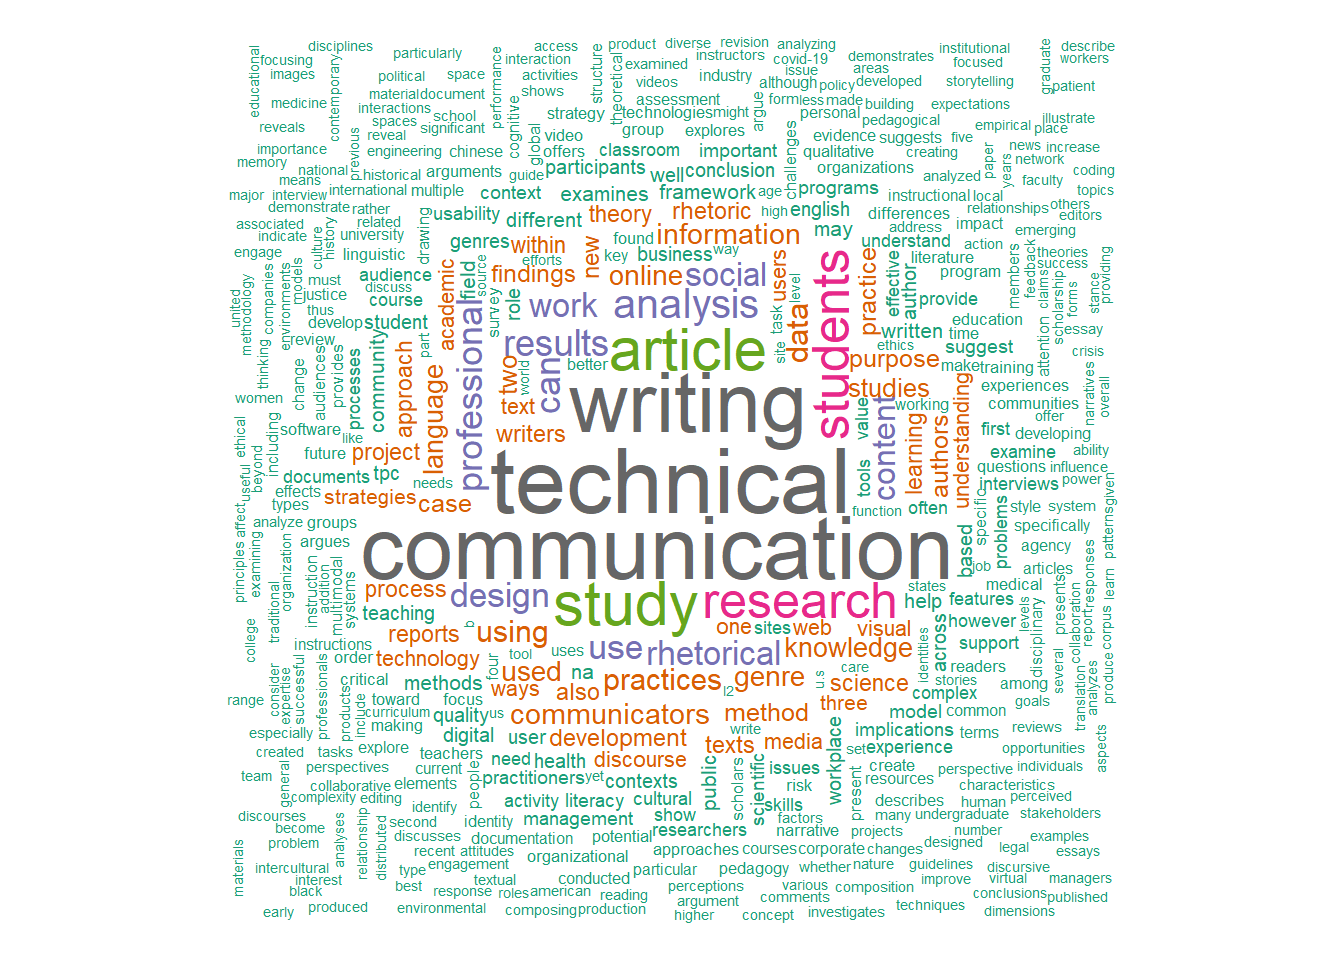 disciplines particularly access product diverse revision analyzing institutional describe
focusing interaction instructors covid-19 demonstrates focused workers
educational images political space activities examined industry issue areas graduate
contemporary performance structure theoretical although policy developed storytelling patient
medicine material document shows videos assessment form less made building expectations
interactions school strategy technologies might argue personal pedagogical illustrate
reveals spaces significant cognitive global video group explores evidence suggests five empirical place
reveal previous importance engineering chinese offers classroom important challenges qualitative creating paper news increase
memory national historical arguments guide participants well conclusion organizations analyzed years network coding
means international multiple context examines framework age programs instructional local faculty topics
major interview
demonstrate rather usability different theory rhetoric high english differences relationships others
associated related drawing address impact editors
indicate university genres within found information may understand action emerging
engage culture history linguistic efforts new key business way literature theories
models audience academic field source findings online social users level practice effective author program members feedback success
united methodology companies environments must discuss role work analysis students provide claims forms stance providing
justice course survey task data written education attention scholarship
thus develop student professional results article site ethics time essay
review part better purpose suggest crisis
thinking change audiences provides processes community approach language two world can studies make training narratives overall
women text writing content working experiences
software like project writers value learning authors understanding first communities offer
ethical beyond including future developing
useful documents tpc needs technical tools examine ability
effects strategies case questions influence
types function often interviews power
affect analyze groups specific problems style system given
principles argues communication based specifically patterns
examining organization agency
traditional instruction addition multimodal systems process design study research states job articles
teaching help features medical levels presents collaboration report responses learn
college b reports using one sites web visual across however disciplinary corpus
instructions use rhetorical knowledge identities support
order technology four tool uses used na practices genre u.s care science stories readers several translation analyzes produce
consider expertise successful critical methods ways also l2 complex among
range professionals products include toward focus communicators method three model common goals
curriculum quality us
especially making digital user development write texts media workplace implications terms reviews aspects
created tasks explore teachers need health discourse set experience opportunities
team general perspectives current people practitioners yet contexts public scholars scientific issues create perspective individuals
collaborative elements risk present resources characteristics
complexity editing identify activity literacy cultural show skills describes human perceived
discourses second identity management factors many undergraduate stakeholders
become analyses relationship distributed discusses documentation potential researchers narrative projects number examples
problem recent attitudes organizational approaches courses corporate changes designed legal essays
materials intercultural type engagement conducted particular pedagogy whether nature guidelines discursive
interest best textual perceptions various improve virtual managers
black response roles american reading argument comments composition conclusions published
early produced environmental composing production higher concept investigates techniques dimensions